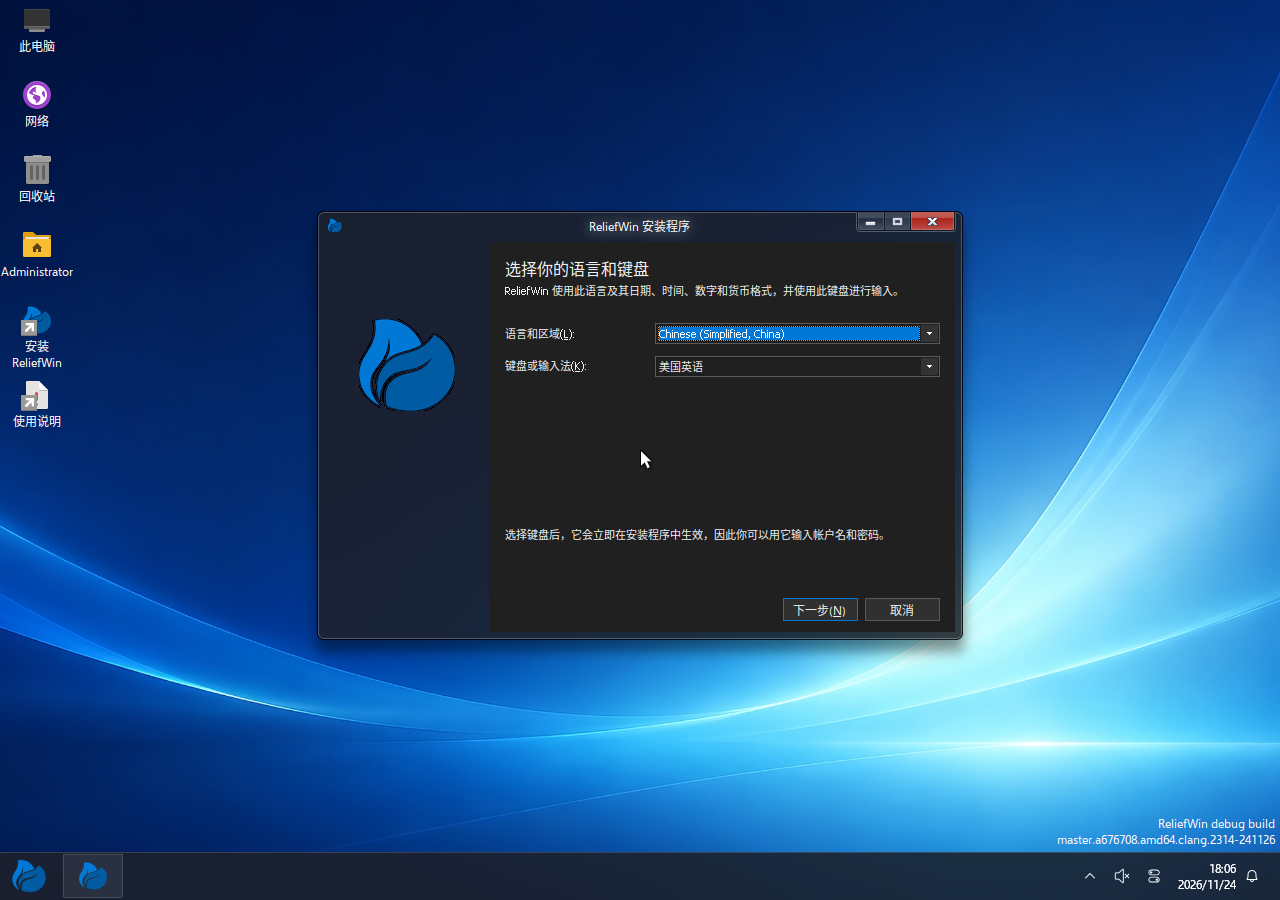 此电脑
网络
回收站
Administrator
安装
ReliefWin
使用说明
ReliefWin 安装程序
选择你的语言和键盘
ReliefWin 使用此语言及其日期、时间、数字和货币格式，并使用此键盘进行输入。
语言和区域(L):
Chinese (Simplified, China)
键盘或输入法(K):
美国英语
选择键盘后，它会立即在安装程序中生效，因此你可以用它输入帐户名和密码。
下一步(N)
取消
ReliefWin debug build
master.a676708.amd64.clang.2314-241126
18:06
2026/11/24